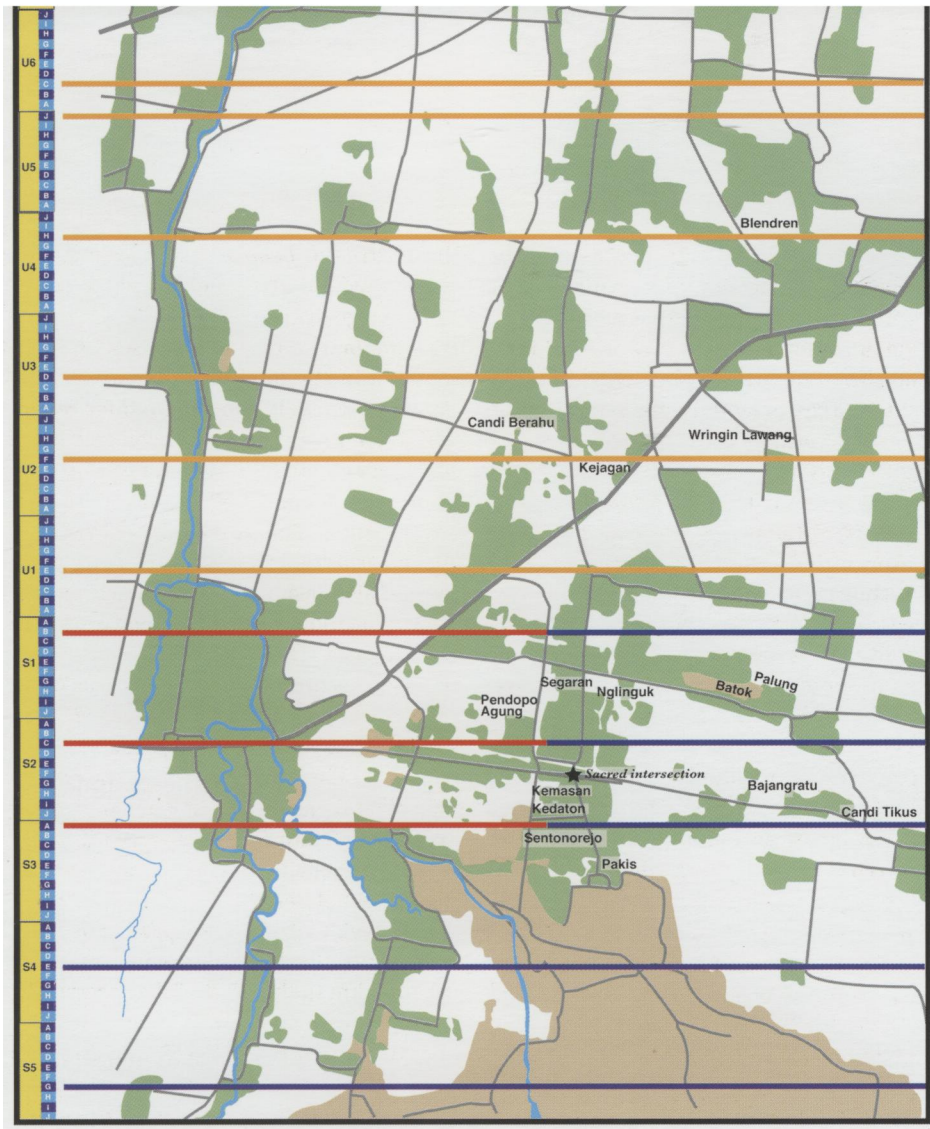 J
I
H
G
F
U6 E
D
C
B
A
J
I
H
G
F
U5 E
D
C
B
A
J
I
H
G
F
U4 E
D
C
B
A
J
I
H
G
F
U3 E
D
C
B
A
J
I
H
G
F
U2 E
D
C
B
A
J
I
H
G
F
U1 E
D
C
B
A
A
B
C
D
S1 E
F
G
H
I
J
A
B
C
D
S2 E
F
G
H
I
J
A
B
C
D
S3 E
F
G
H
I
J
A
B
C
D
S4 E
F
G
H
I
J
A
B
C
D
S5 E
F
G
H
I
J
Blendren
Candi Berahu
Wringin Lawang
Kejagan
Segaran
Palung
Nglinguk
Batok
Pendopo
Agung
Sacred intersection
Bajangratu
Kemasan
Kedaton
Candi Tikus
Sentonorejo
Pakis